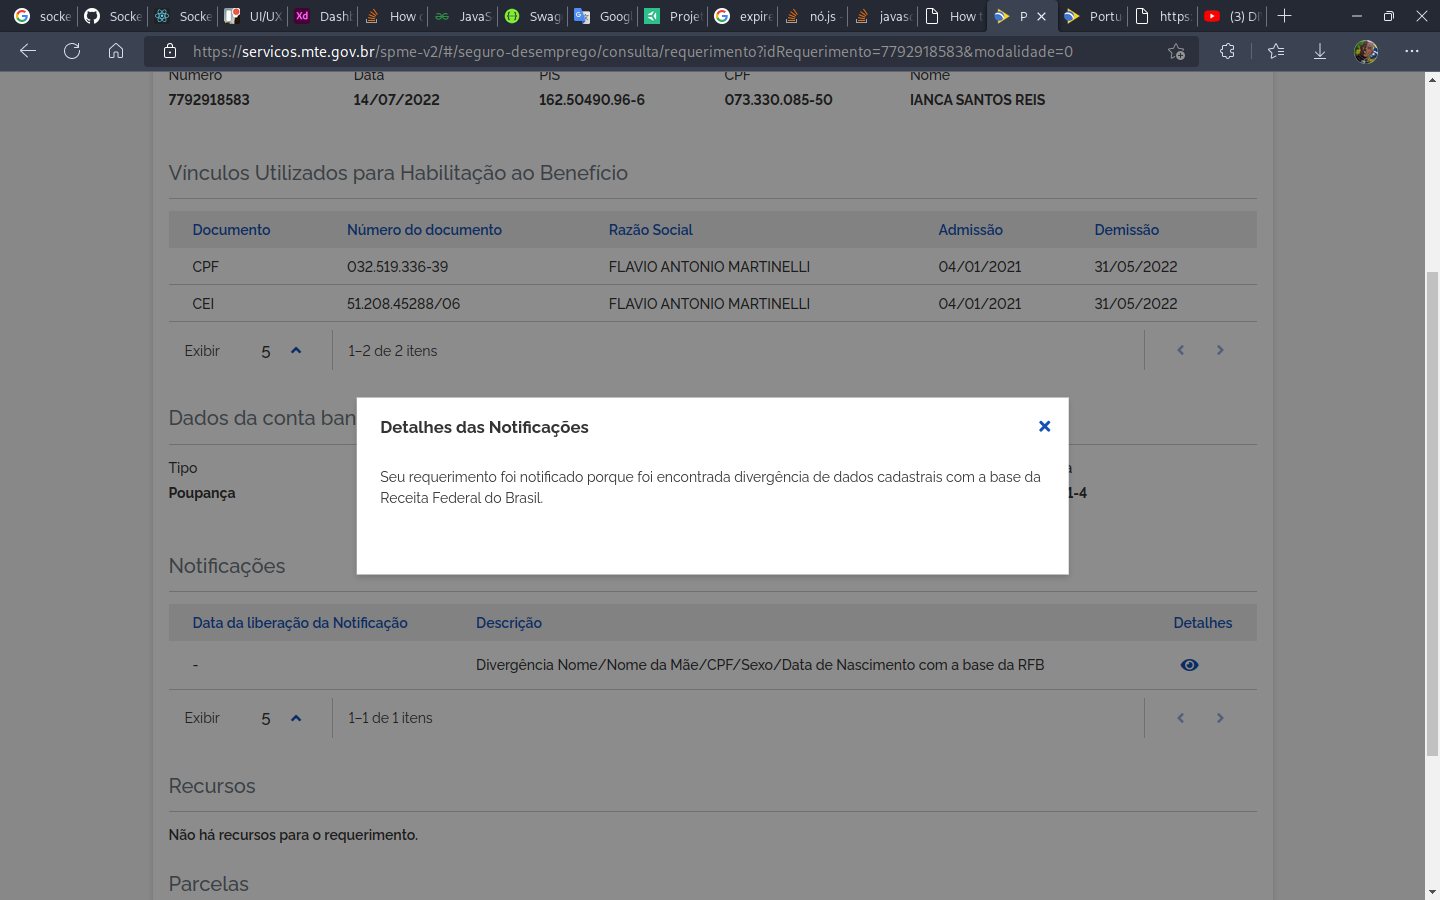 socke
Socke
Socke
UI/UX
Dashl
How c
JavaS
Swag
Googl
Projet
expire
nó.js -
javasc
How t
P
Portu
https:
(3) DI
https://servicos.mte.gov.br/spme-v2/#/seguro-desemprego/consulta/requerimento?idRequerimento=7792918583&modalidade=0
Número Data PIS CPF Nome
7792918583 14/07/2022 162.50490.96-6 073.330.085-50 IANCA SANTOS REIS
Vínculos Utilizados para Habilitação ao Benefício
Documento Número do documento Razão Social Admissão Demissão
CPF 032.519.336-39 FLAVIO ANTONIO MARTINELLI 04/01/2021 31/05/2022
CEI 51.208.45288/06 FLAVIO ANTONIO MARTINELLI 04/01/2021 31/05/2022
Exibir 5 1–2 de 2 itens
Dados da conta ban
Detalhes das Notificações
Tipo a
Seu requerimento foi notificado porque foi encontrada divergência de dados cadastrais com a base da
Receita Federal do Brasil.
Poupança 1-4
Notificações
Data da liberação da Notificação Descrição Detalhes
- Divergência Nome/Nome da Mãe/CPF/Sexo/Data de Nascimento com a base da RFB
Exibir 5 1–1 de 1 itens
Recursos
Não há recursos para o requerimento.
Parcelas